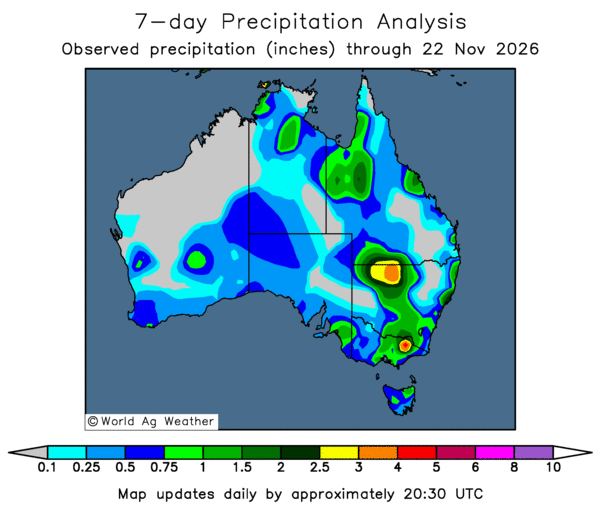 7-day Precipitation Analysis
Observed precipitation (inches) through 22 Nov 2026
© World Ag Weather
0.1 0.25 0.5 0.75 1 1.5 2 2.5 3 4 5 6 8 10
Map updates daily by approximately 20:30 UTC